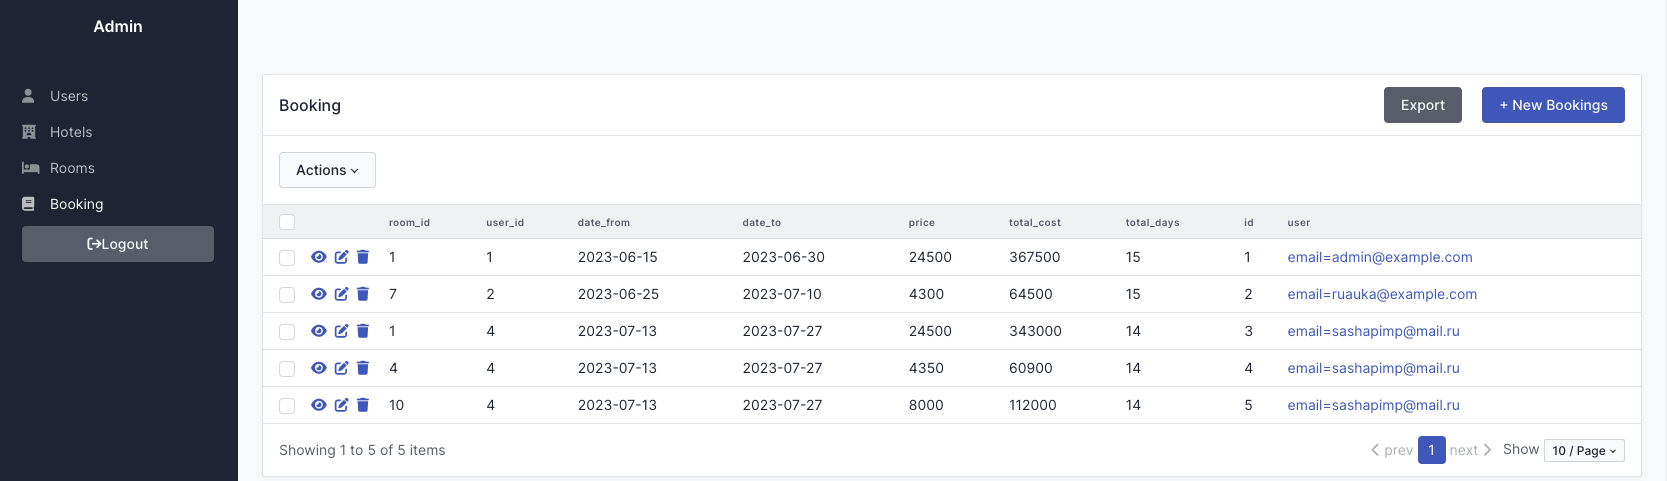 Admin
Users
Hotels
Rooms
Booking
Logout
Booking
Export
+ New Bookings
Actions
room_id user_id date_from date_to price total_cost total_days id user
1 1 2023-06-15 2023-06-30 24500 367500 15 1 email=admin@example.com
7 2 2023-06-25 2023-07-10 4300 64500 15 2 email=ruauka@example.com
1 4 2023-07-13 2023-07-27 24500 343000 14 3 email=sashapimp@mail.ru
4 4 2023-07-13 2023-07-27 4350 60900 14 4 email=sashapimp@mail.ru
10 4 2023-07-13 2023-07-27 8000 112000 14 5 email=sashapimp@mail.ru
Showing 1 to 5 of 5 items
prev 1 next Show 10 / Page